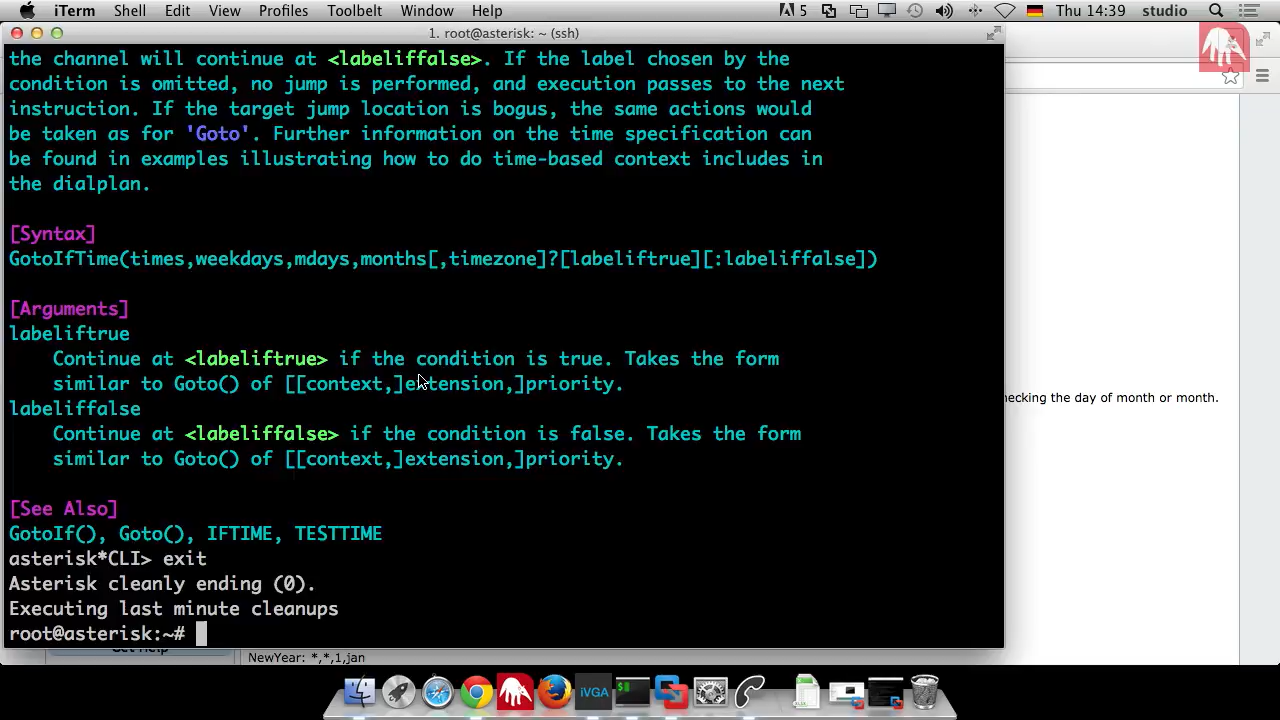 iTerm Shell Edit View Profiles Toolbelt Window Help 5 Thu 14:39 studio
1. root@asterisk: ~ (ssh)
the channel will continue at <labeliffalse>. If the label chosen by the
condition is omitted, no jump is performed, and execution passes to the next
instruction. If the target jump location is bogus, the same actions would
be taken as for 'Goto'. Further information on the time specification can
be found in examples illustrating how to do time-based context includes in
the dialplan.
[Syntax]
GotoIfTime(times,weekdays,mdays,months[,timezone]?[labeliftrue][:labeliffalse])
[Arguments]
labeliftrue
Continue at <labeliftrue> if the condition is true. Takes the form
similar to Goto() of [[context,]extension,]priority.
hecking the day of month or month.
labeliffalse
Continue at <labeliffalse> if the condition is false. Takes the form
similar to Goto() of [[context,]extension,]priority.
[See Also]
GotoIf(), Goto(), IFTIME, TESTTIME
asterisk*CLI> exit
Asterisk cleanly ending (0).
Executing last minute cleanups
root@asterisk:~#
Get Help
NewYear: *,*,1,jan
iVGA